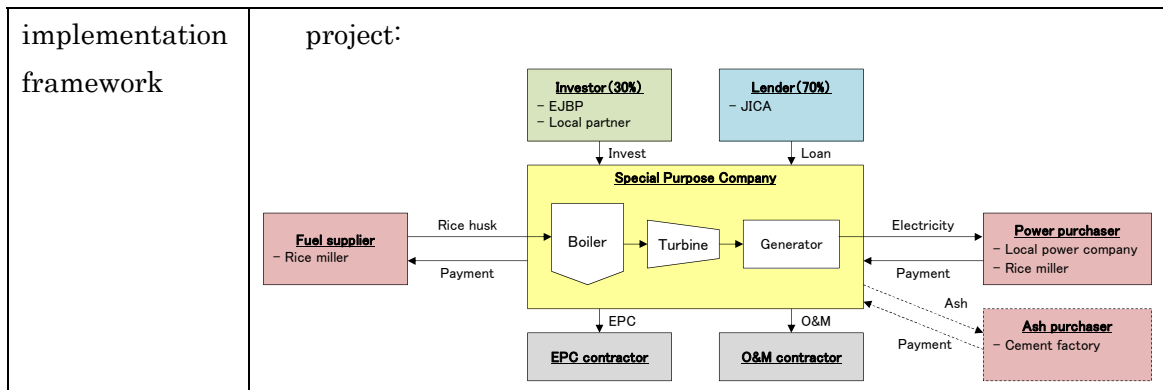 implementation
framework
project:
Investor(30%)
- EJBP
- Local partner
Lender(70%)
- JICA
Invest
Loan
Special Purpose Company
Fuel supplier
- Rice miller
Rice husk
Payment
Boiler
Turbine
Generator
Electricity
Payment
Power purchaser
- Local power company
- Rice miller
Ash
Payment
Ash purchaser
- Cement factory
EPC
O&M
EPC contractor
O&M contractor